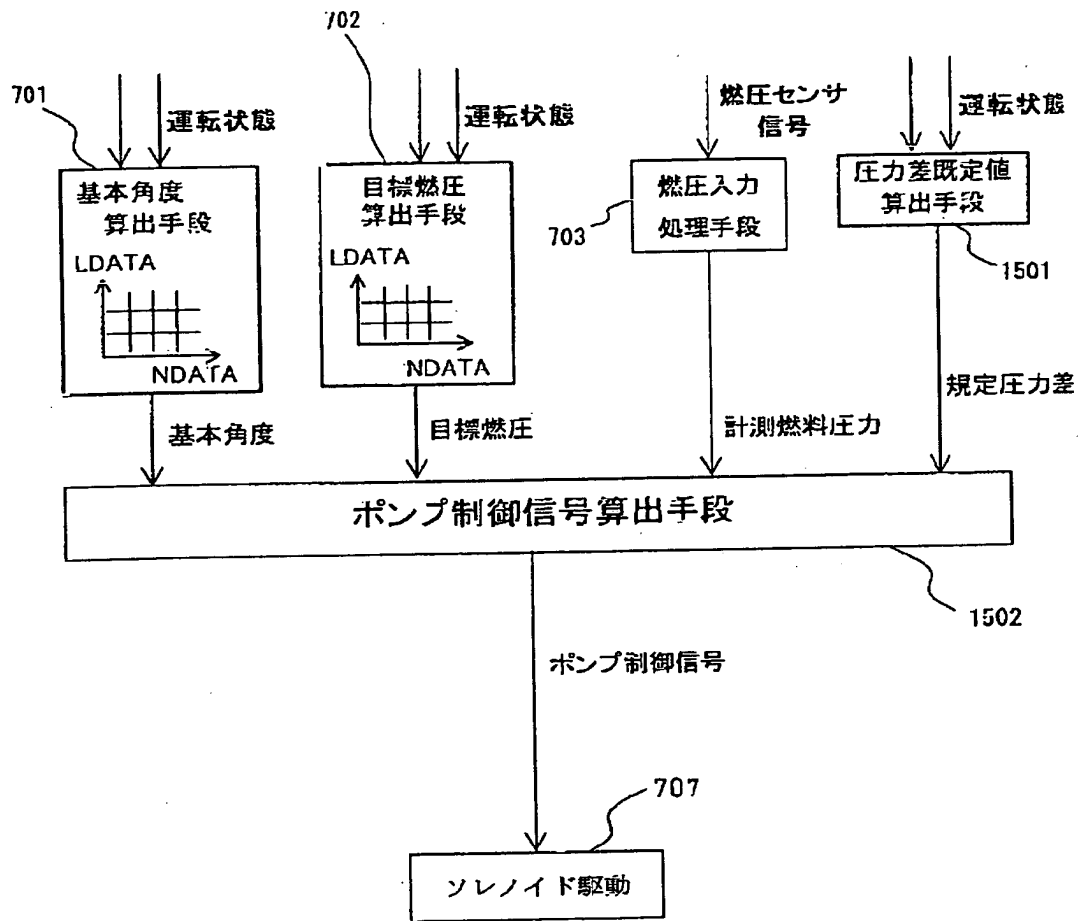 702
701
運転状態
運転状態
燃圧センサ
信号
運転状態
基本角度
算出手段
LDATA
NDATA
目標燃圧
算出手段
LDATA
NDATA
燃圧入力
処理手段
703
圧力差既定値
算出手段
1501
基本角度
目標燃圧
計測燃料圧力
規定圧力差
ポンプ制御信号算出手段
1502
ポンプ制御信号
707
ソレノイド駆動